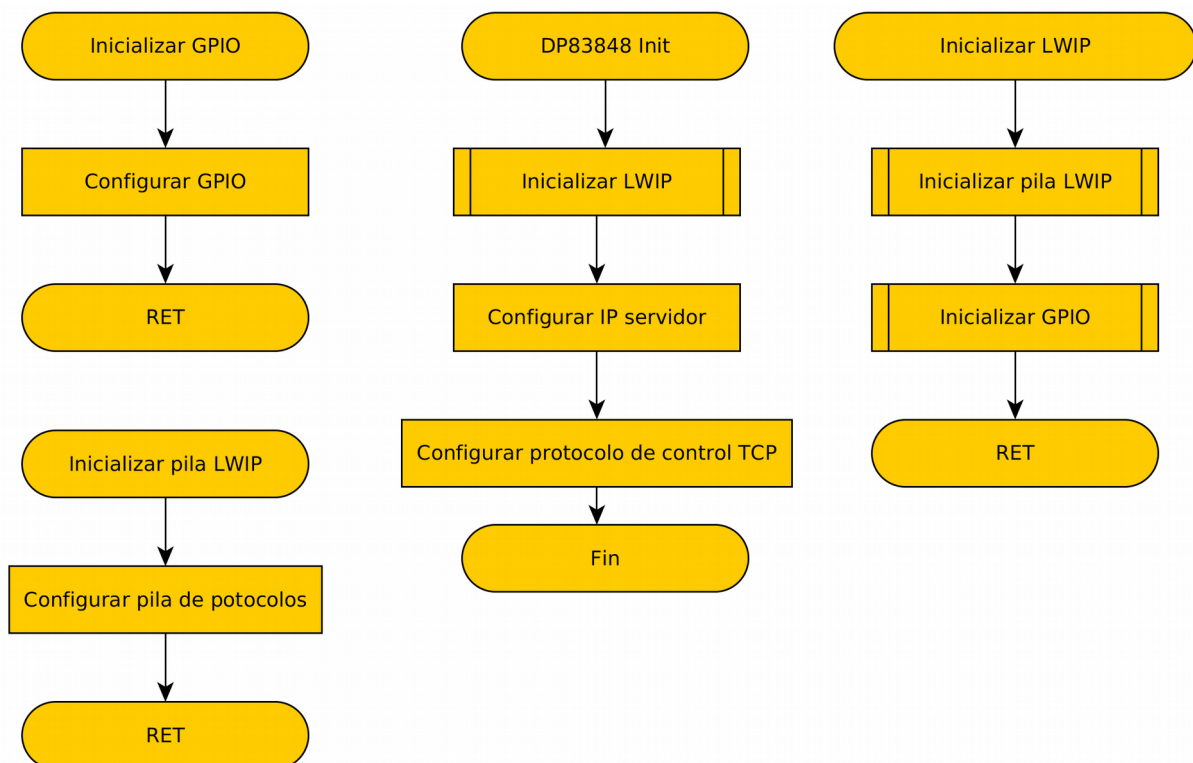 Inicializar GPIO
Configurar GPIO
RET
Inicializar pila LWIP
Configurar pila de potocolos
RET
DP83848 Init
Inicializar LWIP
Configurar IP servidor
Configurar protocolo de control TCP
Fin
Inicializar LWIP
Inicializar pila LWIP
Inicializar GPIO
RET